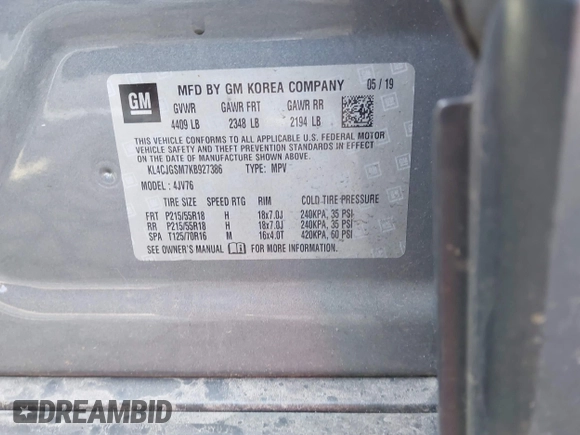 GM
MFD BY GM KOREA COMPANY 05 / 19
GVWR GAWR FRT GAWR RR
4409 LB 2348 LB 2194 LB
THIS VEHICLE CONFORMS TO ALL APPLICABLE U.S. FEDERAL MOTOR
VEHICLE SAFETY AND THEFT PREVENTION STANDARDS IN EFFECT
ON THE DATE OF MANUFACTURE SHOWN ABOVE.
KL4CJGSM7KB927386 TYPE: MPV
MODEL: 4JV76
TIRE SIZE SPEED RTG RIM COLD TIRE PRESSURE
FRT P215/55R18 H 18x7.0J 240KPA, 35 PSI
RR P215/55R18 H 18x7.0J 240KPA, 35 PSI
SPA T125/70R16 M 16x4.0T 420KPA, 60 PSI
SEE OWNER'S MANUAL FOR MORE INFORMATION.
DREAMBID